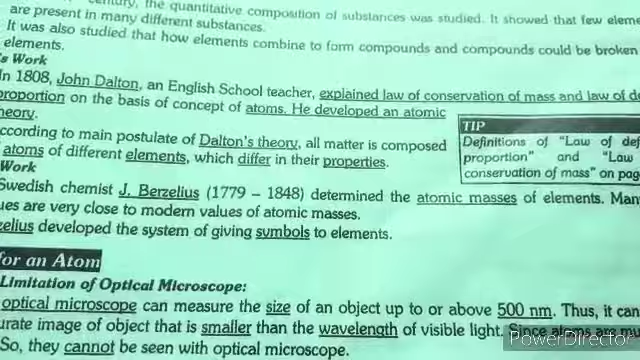 century, the quantitative composition of substances was studied. It showed that few eleme
are present in many different substances.
It was also studied that how elements combine to form compounds and compounds could be broken
elements.
's Work
In 1808, John Dalton, an English School teacher, explained law of conservation of mass and law of de
proportion on the basis of concept of atoms. He developed an atomic
heory.
ccording to main postulate of Dalton's theory, all matter is composed
atoms of different elements, which differ in their properties.
TIP
Definitions of "Law of def
proportion" and "Law
conservation of mass" on pag
Work
Swedish chemist J. Berzelius (1779 – 1848) determined the atomic masses of elements. Man
ues are very close to modern values of atomic masses.
zelius developed the system of giving symbols to elements.
for an Atom
Limitation of Optical Microscope:
optical microscope can measure the size of an object up to or above 500 nm. Thus, it can
urate image of object that is smaller than the wavelength of visible light. Since atoms are mu
So, they cannot be seen with optical microscope.
PowerDirector